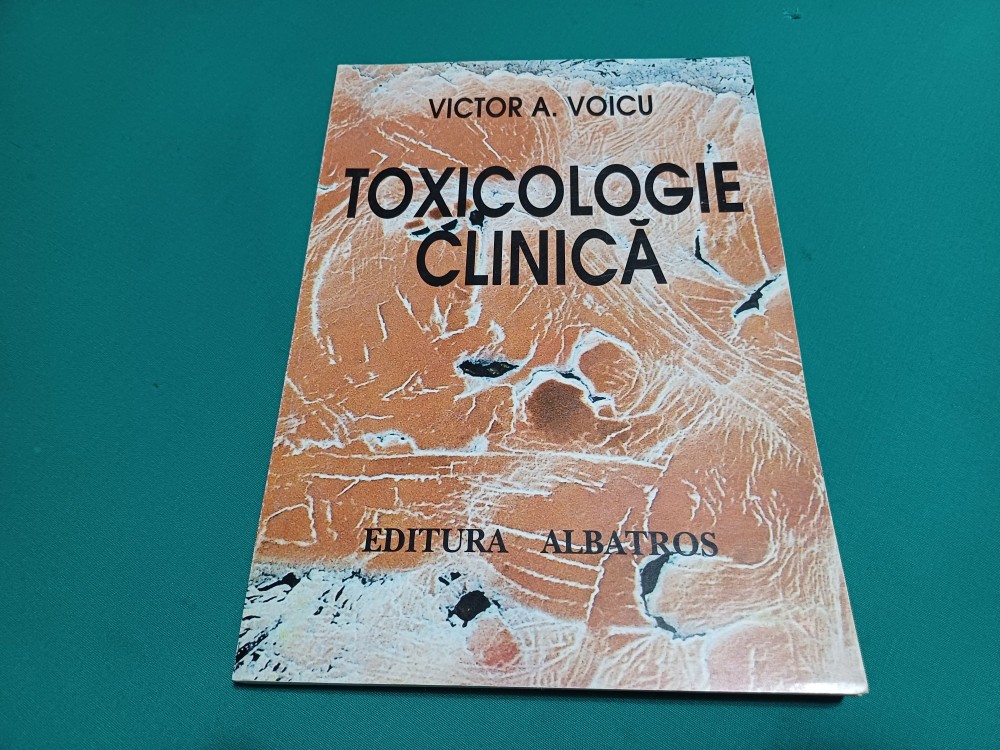 VICTOR A. VOICU
TOXICOLOGIE
CLINICĂ
EDITURA ALBATROS